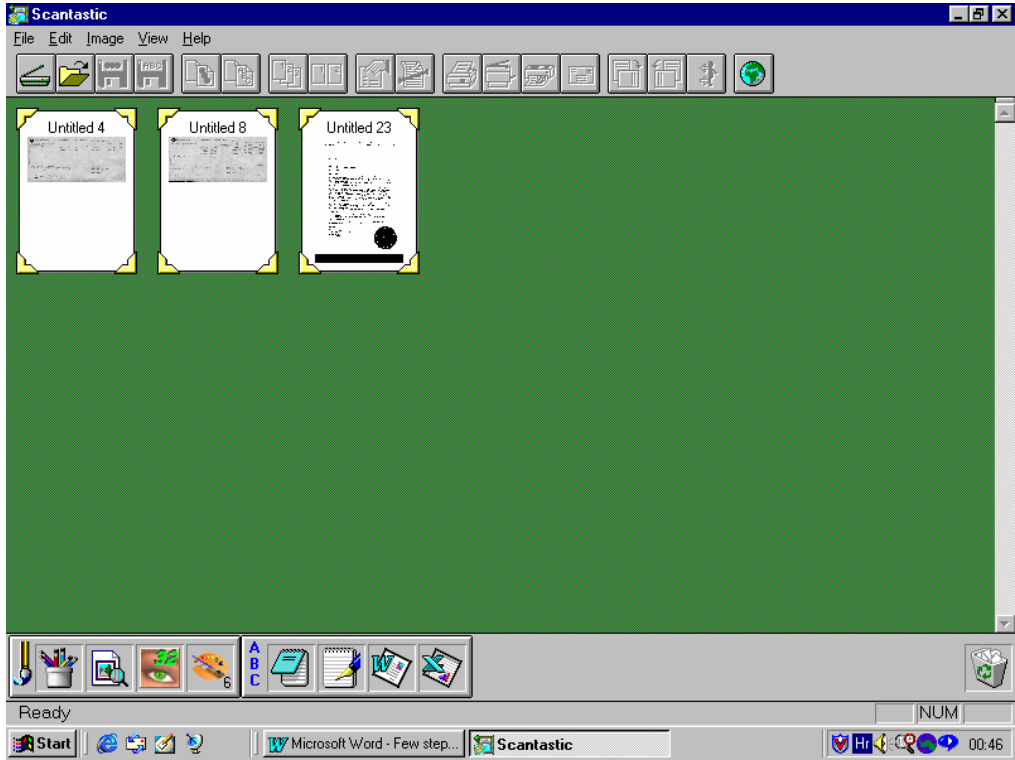 Scantastic
File Edit Image View Help
Untitled 4 Untitled 8 Untitled 23
6
A
B
C
Ready NUM
Start Microsoft Word - Few step... Scantastic Hr 00:46